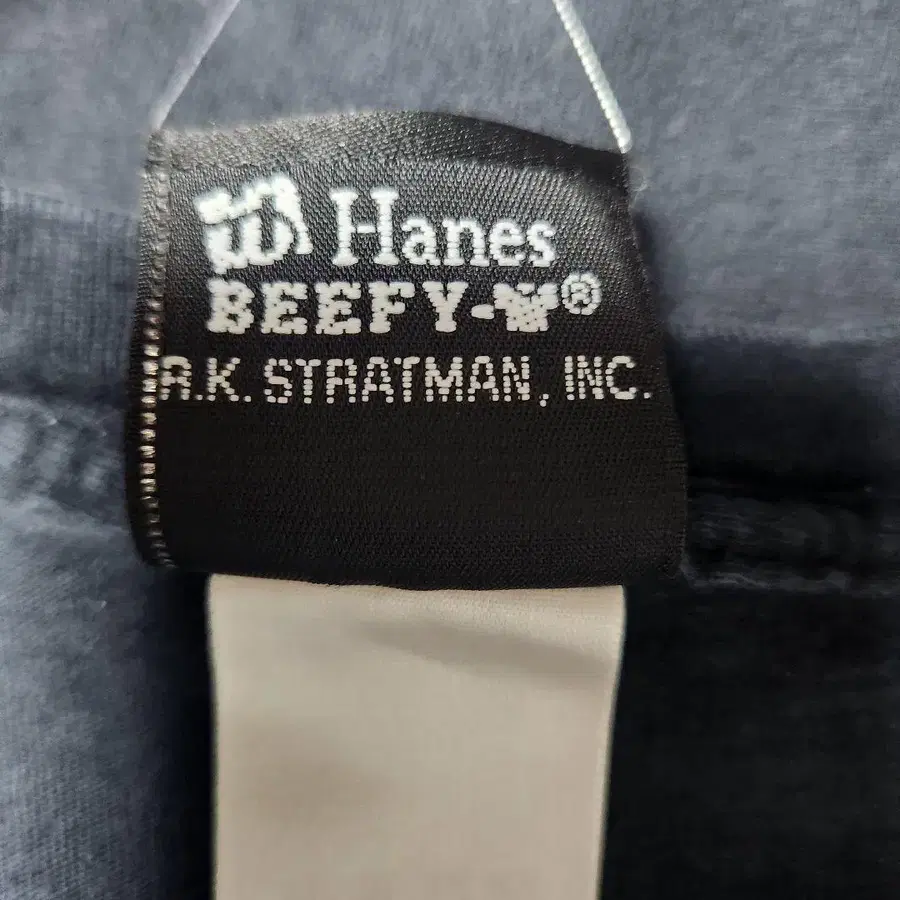 Hanes
BEEFY-T®
R.K. STRATMAN, INC.